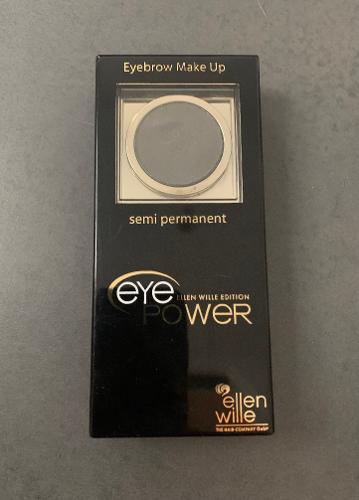 Eyebrow Make Up
semi permanent
eye ELLEN WILLE EDITION
POWER
ellen
wille
THE HAIR-COMPANY GmbH